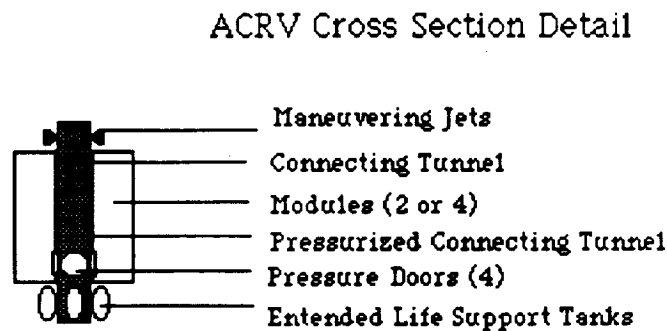 ACRV Cross Section Detail
Maneuvering Jets
Connecting Tunnel
Modules (2 or 4)
Pressurized Connecting Tunnel
Pressure Doors (4)
Entended Life Support Tanks